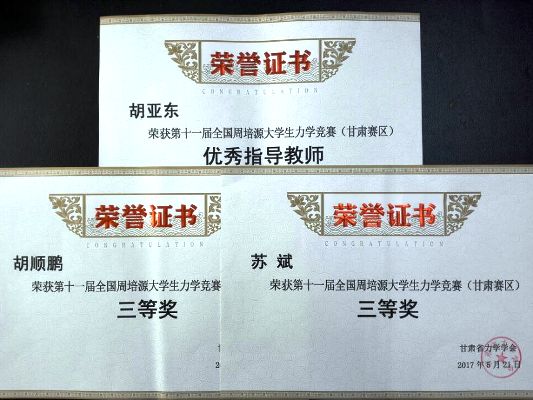 荣誉证书
CONGRATULATION
胡亚东
荣获第十一届全国周培源大学生力学竞赛（甘肃赛区）
优秀指导教师
荣誉证书
CONGRATULATION
胡顺鹏
荣获第十一届全国周培源大学生力学竞赛
三等奖
荣誉证书
CONGRATULATION
苏 斌
荣获第十一届全国周培源大学生力学竞赛（甘肃赛区）
三等奖
甘肃省力学学会
2017年5月21日